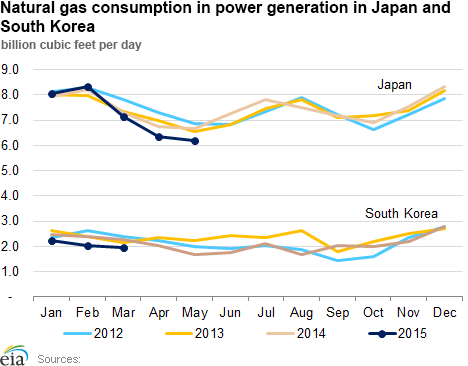 Natural gas consumption in power generation in Japan and
South Korea
billion cubic feet per day
9.0
8.0
7.0
6.0
5.0
4.0
3.0
2.0
1.0
-
Japan
South Korea
Jan Feb Mar Apr May Jun Jul Aug Sep Oct Nov Dec
2012 2013 2014 2015
eia Sources: